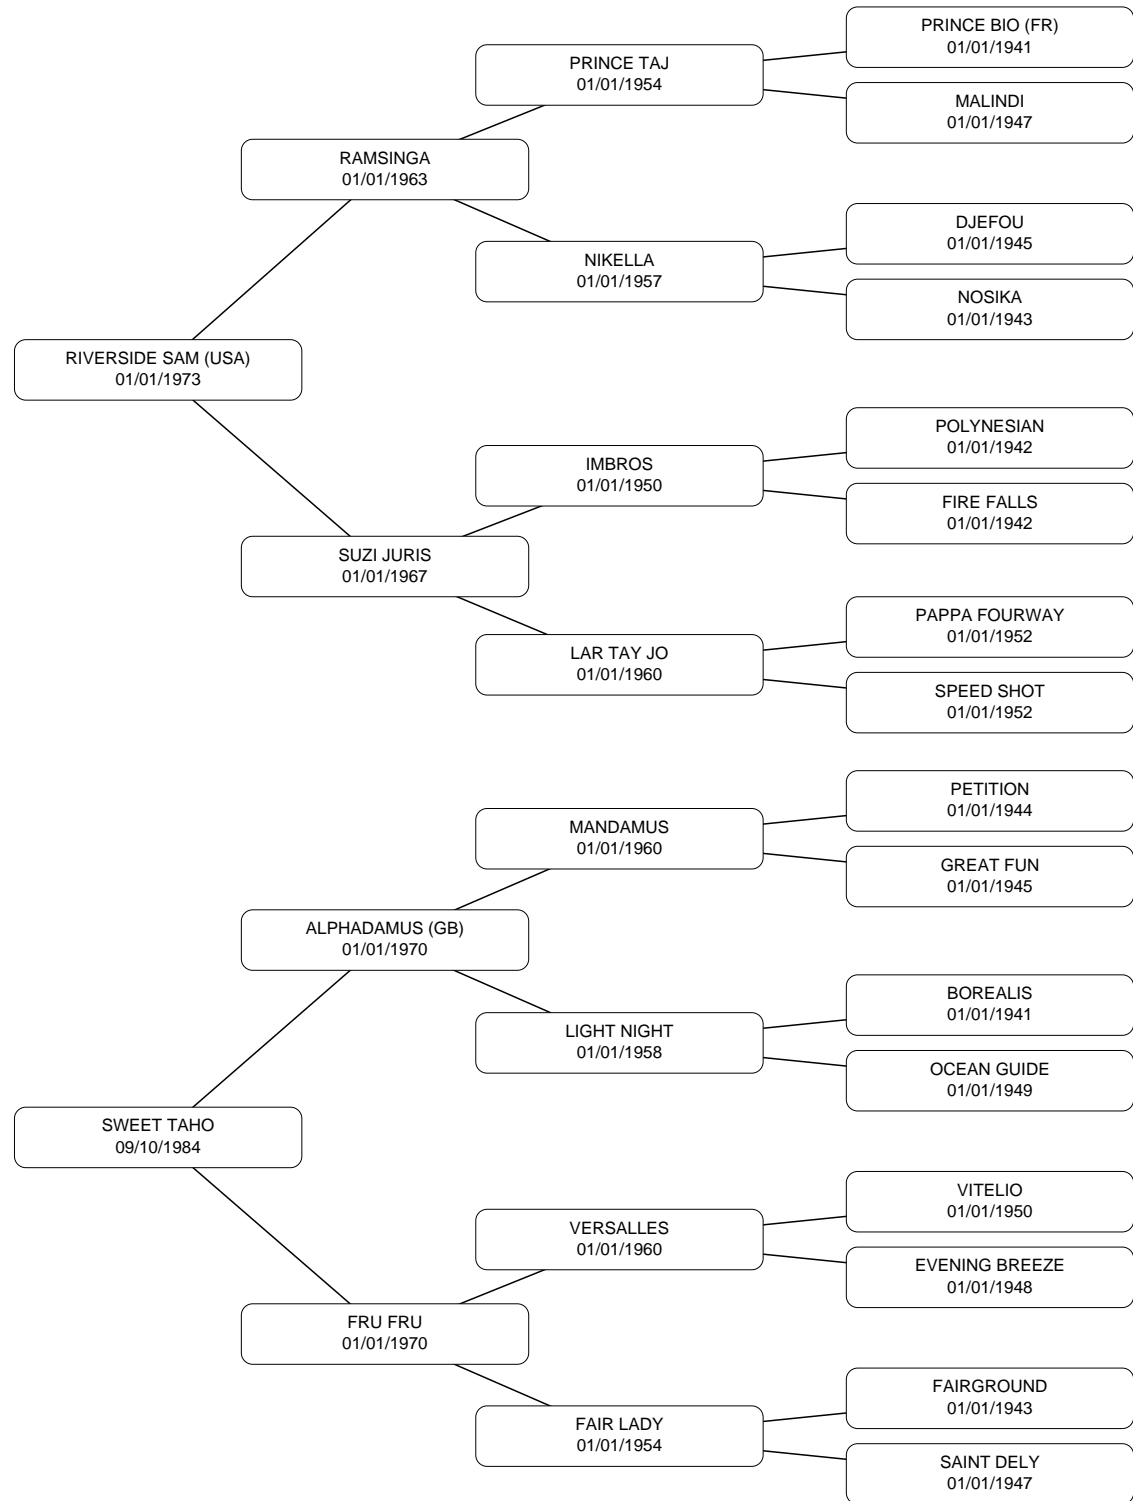 PRINCE BIO (FR)
01/01/1941
PRINCE TAJ
01/01/1954
MALINDI
01/01/1947
RAMSINGA
01/01/1963
DJEFOU
01/01/1945
NIKELLA
01/01/1957
NOSIKA
01/01/1943
RIVERSIDE SAM (USA)
01/01/1973
POLYNESIAN
01/01/1942
IMBROS
01/01/1950
FIRE FALLS
01/01/1942
SUZI JURIS
01/01/1967
PAPPA FOURWAY
01/01/1952
LAR TAY JO
01/01/1960
SPEED SHOT
01/01/1952
PETITION
01/01/1944
MANDAMUS
01/01/1960
GREAT FUN
01/01/1945
ALPHADAMUS (GB)
01/01/1970
BOREALIS
01/01/1941
LIGHT NIGHT
01/01/1958
OCEAN GUIDE
01/01/1949
SWEET TAHO
09/10/1984
VITELIO
01/01/1950
VERSALLES
01/01/1960
EVENING BREEZE
01/01/1948
FRU FRU
01/01/1970
FAIRGROUND
01/01/1943
FAIR LADY
01/01/1954
SAINT DELY
01/01/1947